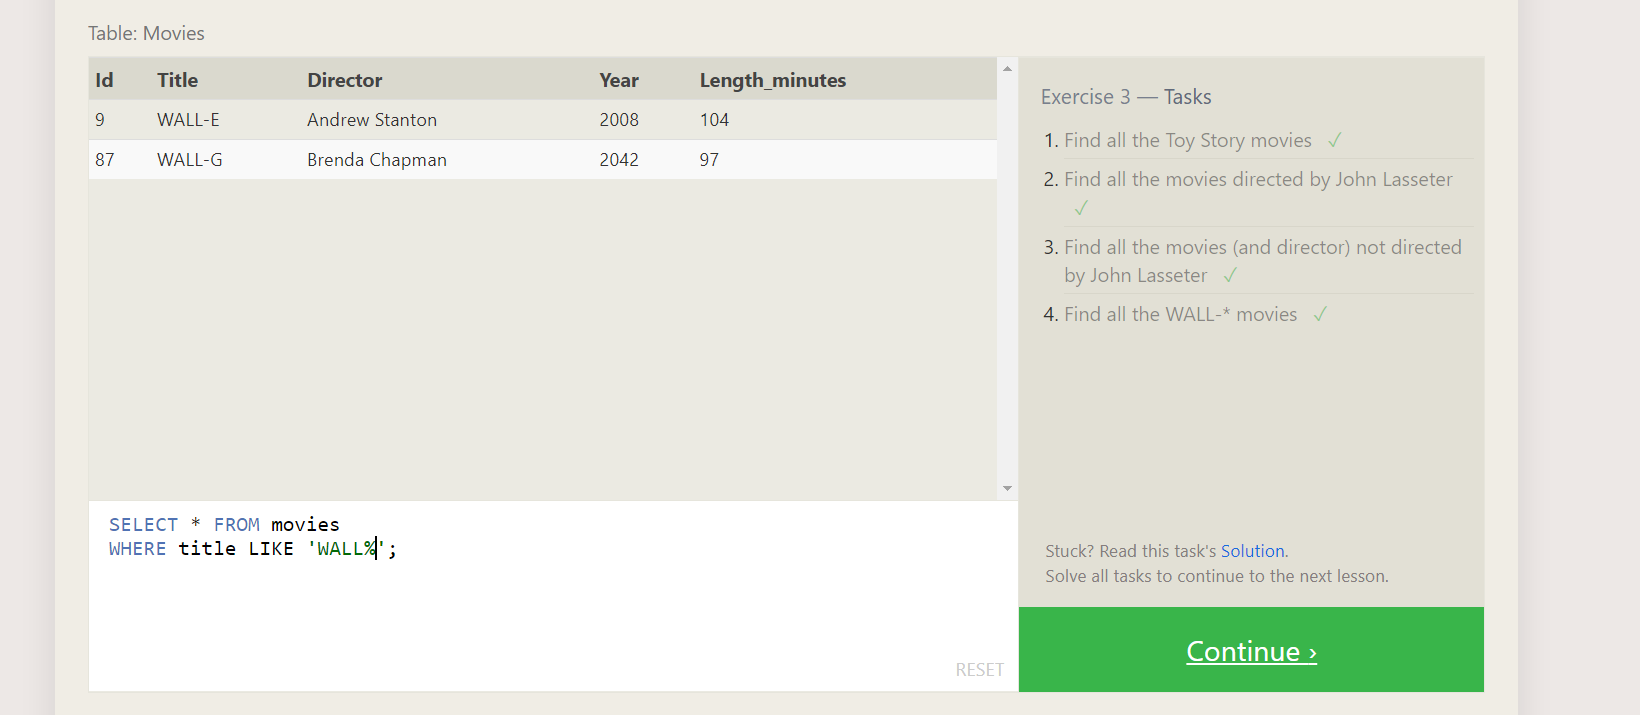 Table: Movies
Id Title Director Year Length_minutes
9 WALL-E Andrew Stanton 2008 104
87 WALL-G Brenda Chapman 2042 97
SELECT * FROM movies
WHERE title LIKE 'WALL%';
RESET
Exercise 3 — Tasks
1. Find all the Toy Story movies ✓
2. Find all the movies directed by John Lasseter
✓
3. Find all the movies (and director) not directed
by John Lasseter ✓
4. Find all the WALL-* movies ✓
Stuck? Read this task's Solution.
Solve all tasks to continue to the next lesson.
Continue ›